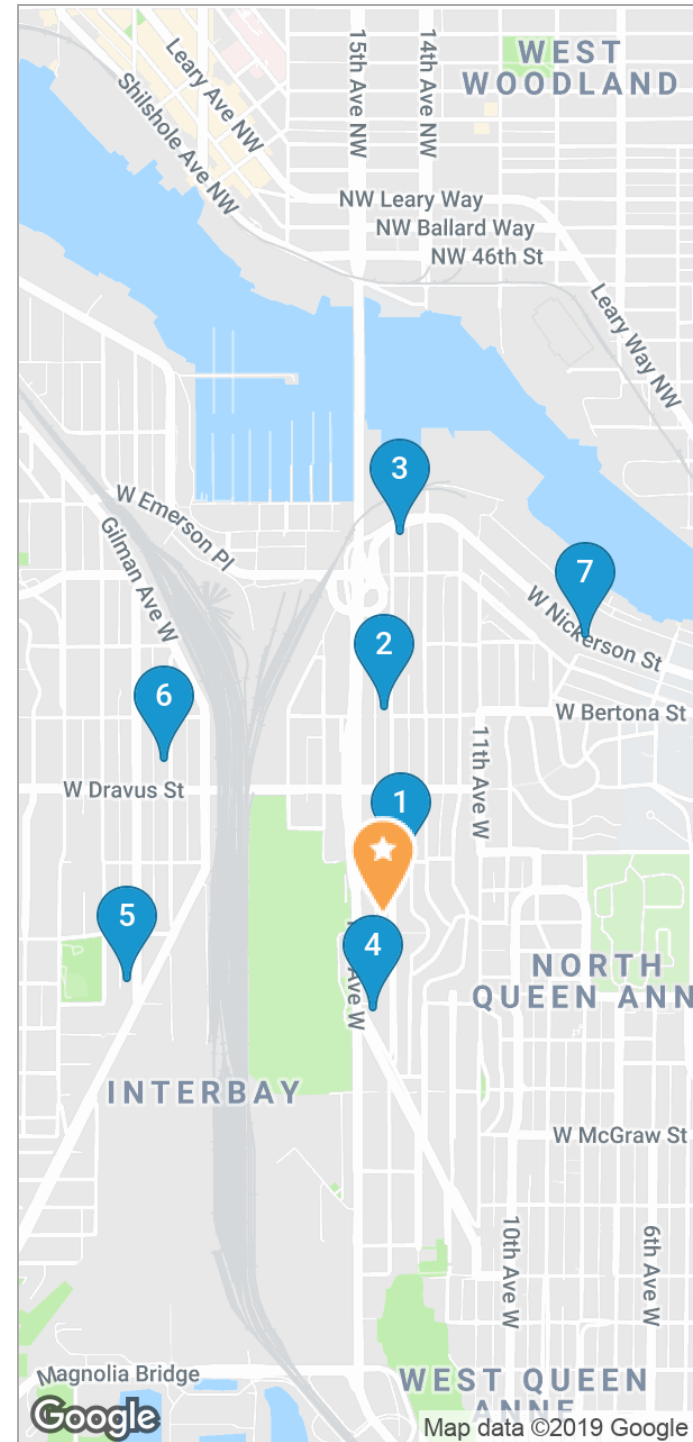 WEST
WOODLAND
Leary Ave NW
Shilshole Ave NW
15th Ave NW
14th Ave NW
NW Leary Way
NW Ballard Way
NW 46th St
Leary Way NW
3
W Emerson Pl
Gilman Ave W
7
W Nickerson St
2
6
W Bertona St
11th Ave W
W Dravus St
1
5
4
Ave W
NORTH
QUEEN ANN
INTERBAY
W McGraw St
10th Ave W
6th Ave W
Magnolia Bridge
WEST QUEEN
ANNE
Google
Map data ©2019 Google